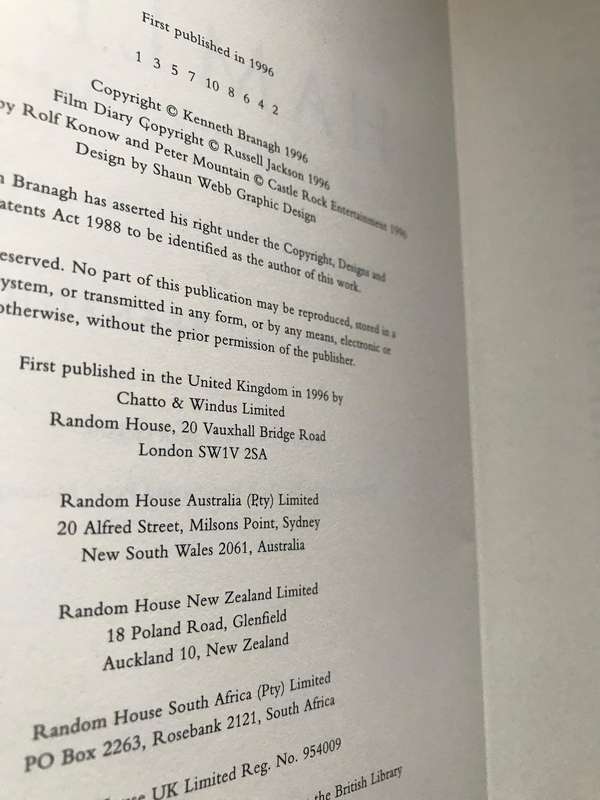 First published in 1996
1 3 5 7 10 8 6 4 2
Copyright © Kenneth Branagh 1996
Film Diary Copyright © Russell Jackson 1996
by Rolf Konow and Peter Mountain © Castle Rock Entertainment 1996
Design by Shaun Webb Graphic Design
Branagh has asserted his right under the Copyright, Designs and
atents Act 1988 to be identified as the author of this work.
eserved. No part of this publication may be reproduced, stored in a
ystem, or transmitted in any form, or by any means, electronic or
otherwise, without the prior permission of the publisher.
First published in the United Kingdom in 1996 by
Chatto & Windus Limited
Random House, 20 Vauxhall Bridge Road
London SW1V 2SA
Random House Australia (Pty) Limited
20 Alfred Street, Milsons Point, Sydney
New South Wales 2061, Australia
Random House New Zealand Limited
18 Poland Road, Glenfield
Auckland 10, New Zealand
Random House South Africa (Pty) Limited
PO Box 2263, Rosebank 2121, South Africa
UK Limited Reg. No. 954009
the British Library